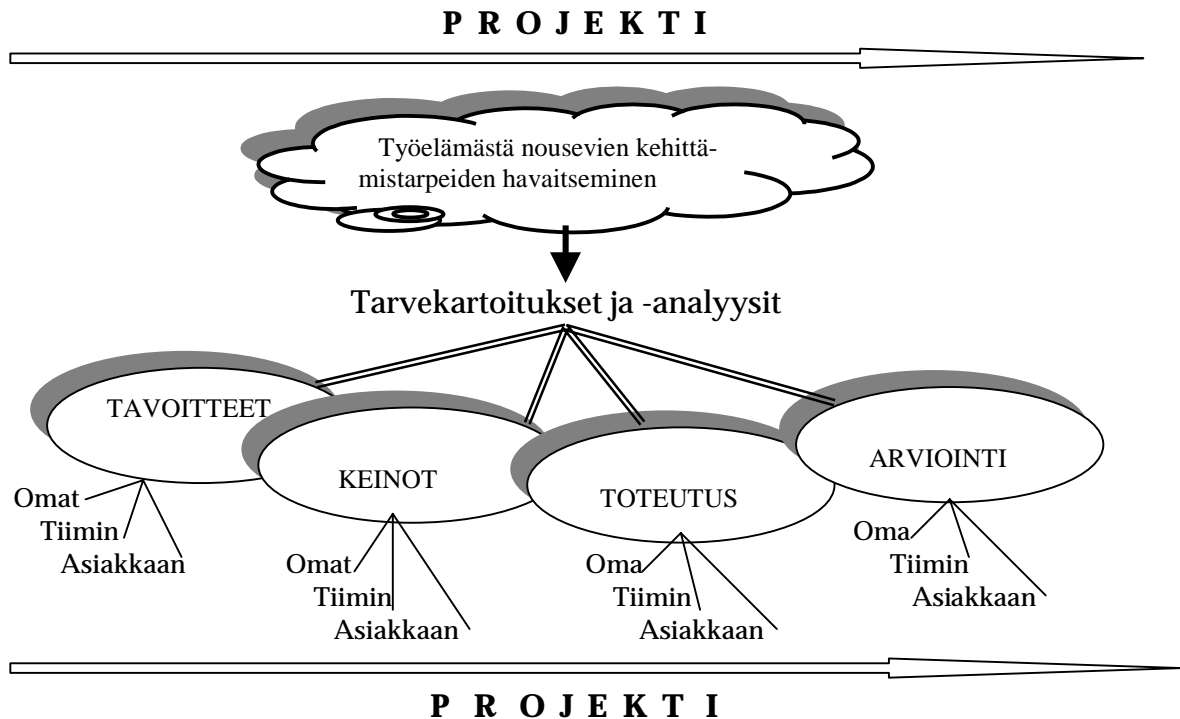 P R O J E K T I
Työelämästä nousevien kehittä-
mistarpeiden havaitseminen
Tarvekartoitukset ja -analyysit
TAVOITTEET
Omat
Tiimin
Asiakkaan
KEINOT
Omat
Tiimin
Asiakkaan
TOTEUTUS
Oma
Tiimin
Asiakkaan
ARVIOINTI
Oma
Tiimin
Asiakkaan
P R O J E K T I